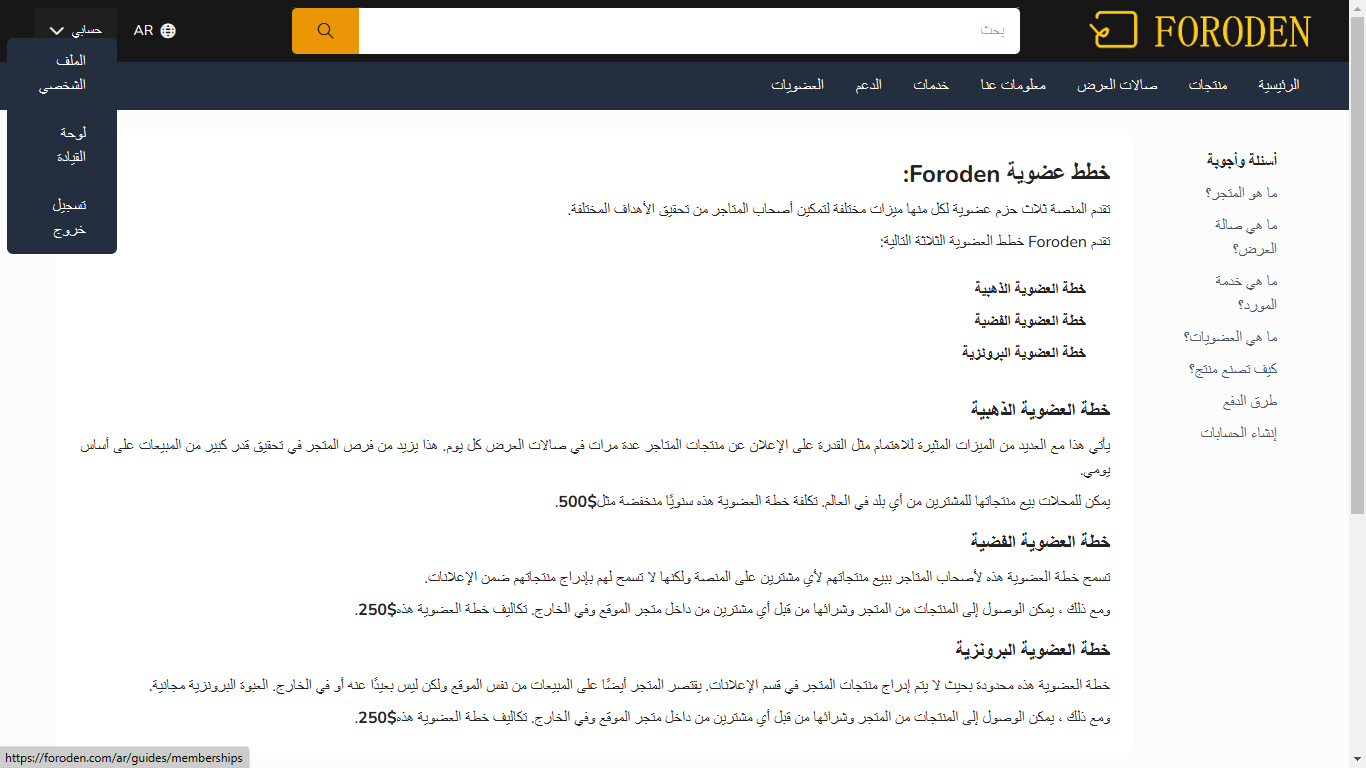 FORODEN
بحث
AR
حسابي
الملف
الشخصي
لوحة
القيادة
تسجيل
خروج
الرئيسية
منتجات
صالات العرض
معلومات عنا
خدمات
الدعم
العضويات
أسئلة وأجوبة
ما هو المتجر؟
ما هي صالة
العرض؟
ما هي خدمة
المورد؟
ما هي العضويات؟
كيف تصنع منتج؟
طرق الدفع
إنشاء الحسابات
خطط عضوية Foroden:
تقدم المنصة ثلاث حزم عضوية لكل منها ميزات مختلفة لتمكين أصحاب المتاجر من تحقيق الأهداف المختلفة.
تقدم Foroden خطط العضوية الثلاثة التالية:
خطة العضوية الذهبية
خطة العضوية الفضية
خطة العضوية البرونزية
خطة العضوية الذهبية
يأتي هذا مع العديد من الميزات المثيرة للاهتمام مثل القدرة على الإعلان عن منتجات المتاجر عدة مرات في صالات العرض كل يوم. هذا يزيد من فرص المتجر في تحقيق قدر كبير من المبيعات على أساس
يومي.
يمكن للمحلات بيع منتجاتها للمشترين من أي بلد في العالم. تكلفة خطة العضوية هذه سنويًا منخفضة مثل500$.
خطة العضوية الفضية
تسمح خطة العضوية هذه لأصحاب المتاجر ببيع منتجاتهم لأي مشترين على المنصة ولكنها لا تسمح لهم بإدراج منتجاتهم ضمن الإعلانات.
ومع ذلك ، يمكن الوصول إلى المنتجات من المتجر وشرائها من قبل أي مشترين من داخل متجر الموقع وفي الخارج. تكاليف خطة العضوية هذه250$.
خطة العضوية البرونزية
خطة العضوية هذه محدودة بحيث لا يتم إدراج منتجات المتجر في قسم الإعلانات. يقتصر المتجر أيضًا على المبيعات من نفس الموقع ولكن ليس بعيدًا عنه أو في الخارج. العبوة البرونزية مجانية.
ومع ذلك ، يمكن الوصول إلى المنتجات من المتجر وشرائها من قبل أي مشترين من داخل متجر الموقع وفي الخارج. تكاليف خطة العضوية هذه250$.
https://foroden.com/ar/guides/memberships